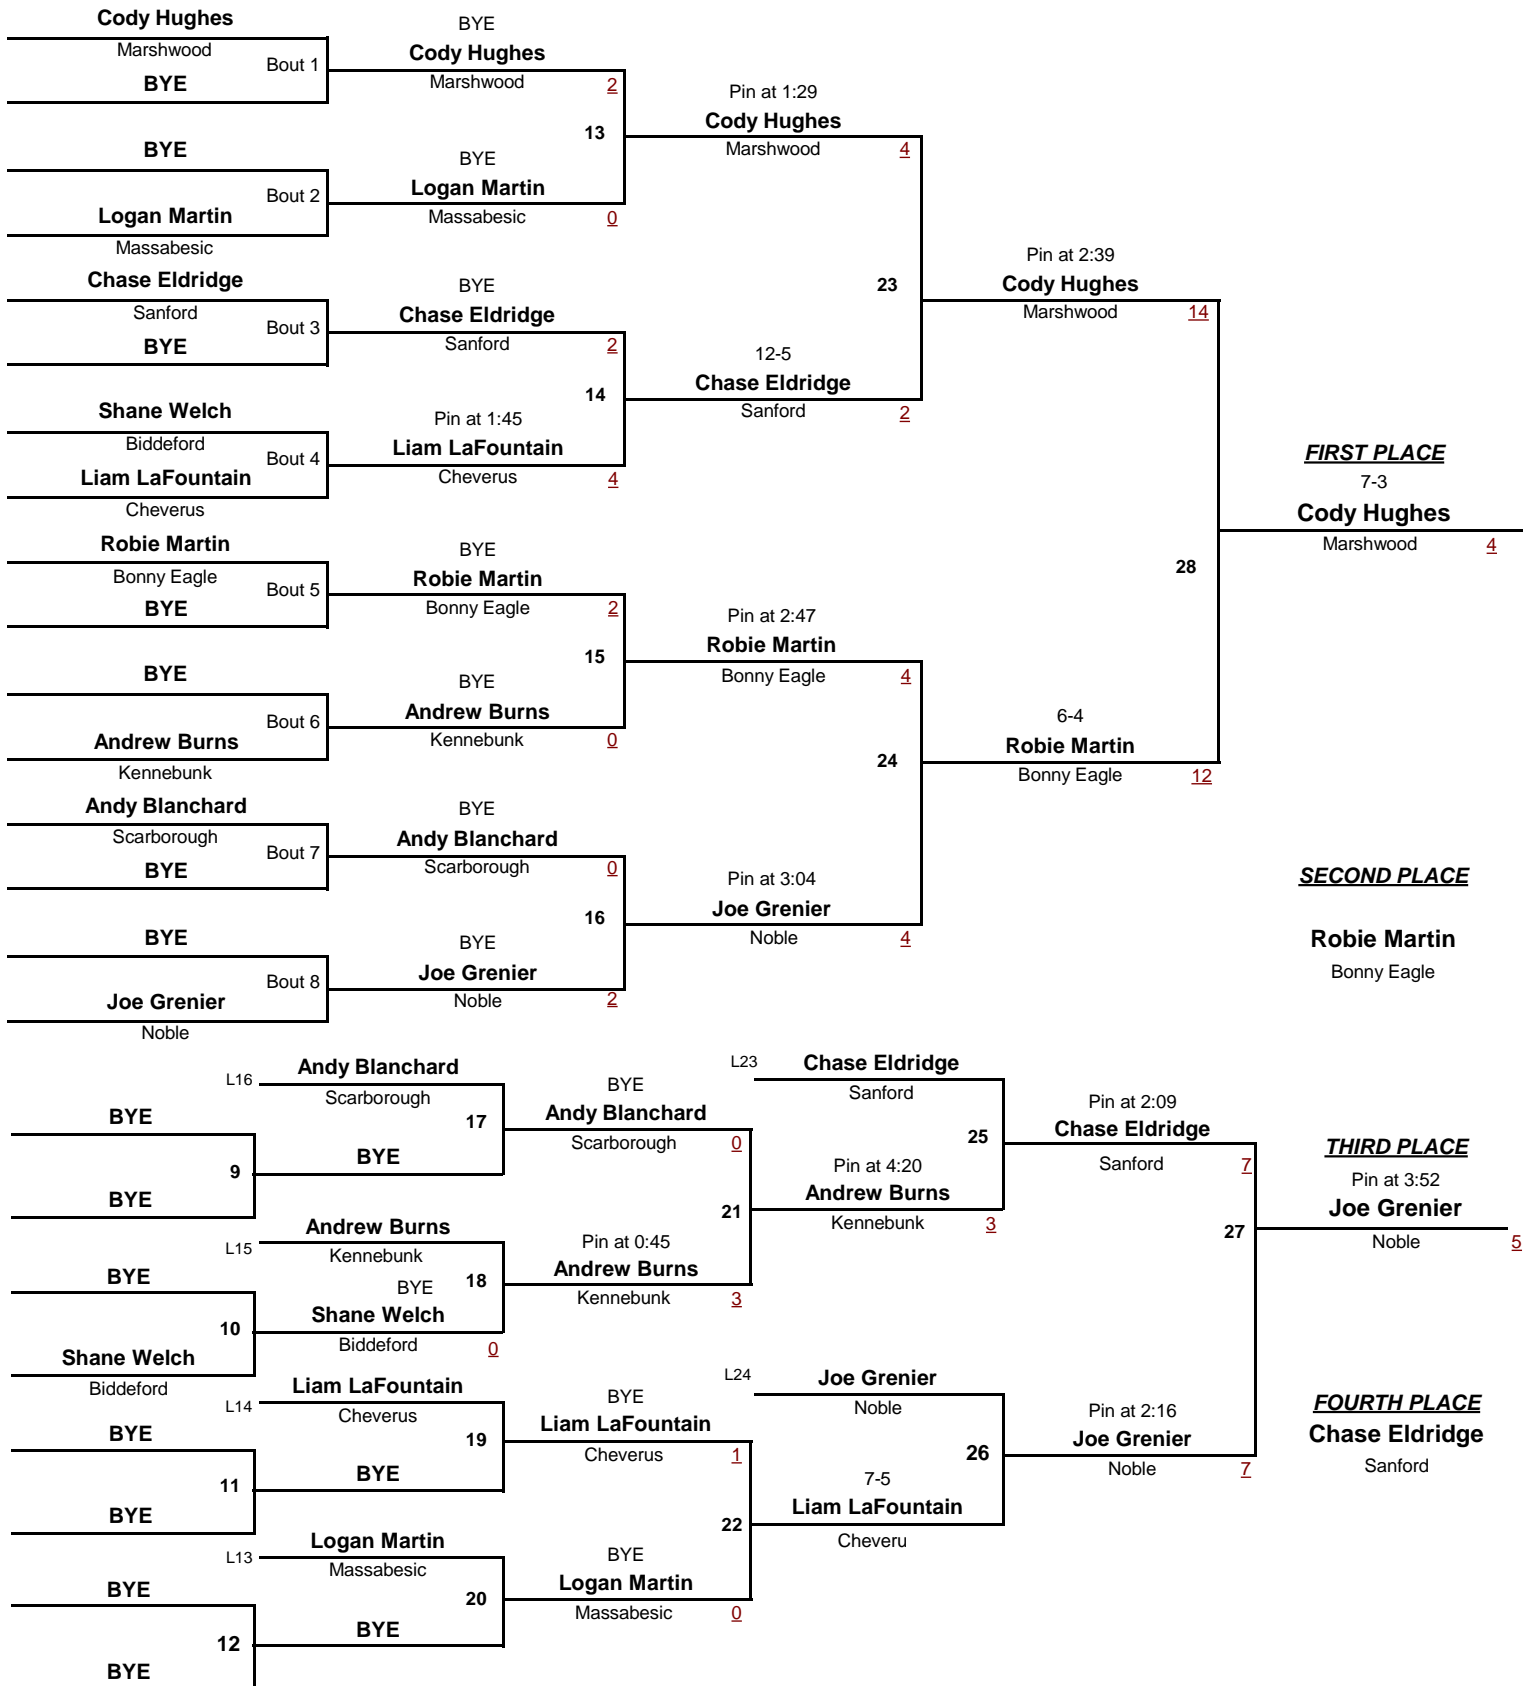 Cody Hughes
Marshwood
Bout 1
BYE
BYE
Bout 2
Logan Martin
Massabesic
Chase Eldridge
Sanford
Bout 3
BYE
Shane Welch
Biddeford
Bout 4
Liam LaFountain
Cheverus
Robie Martin
Bonny Eagle
Bout 5
BYE
BYE
Bout 6
Andrew Burns
Kennebunk
Andy Blanchard
Scarborough
Bout 7
BYE
BYE
Bout 8
Joe Grenier
Noble
BYE
Cody Hughes
Marshwood 2
13
BYE
Logan Martin
Massabesic 0
BYE
Chase Eldridge
Sanford 2
14
Pin at 1:45
Liam LaFountain
Cheverus 4
BYE
Robie Martin
Bonny Eagle 2
15
BYE
Andrew Burns
Kennebunk 0
BYE
Andy Blanchard
Scarborough 0
16
BYE
Joe Grenier
Noble 2
Pin at 1:29
Cody Hughes
Marshwood 4
23
12-5
Chase Eldridge
Sanford 2
Pin at 2:47
Robie Martin
Bonny Eagle 4
24
Pin at 3:04
Joe Grenier
Noble 4
Pin at 2:39
Cody Hughes
Marshwood 14
28
6-4
Robie Martin
Bonny Eagle 12
FIRST PLACE
7-3
Cody Hughes
Marshwood 4
SECOND PLACE
Robie Martin
Bonny Eagle
BYE
9
BYE
BYE
10
Shane Welch
Biddeford
BYE
11
BYE
BYE
12
BYE
L16 Andy Blanchard
Scarborough
17
BYE
L15 Andrew Burns
Kennebunk
18
BYE
Shane Welch
Biddeford 0
L14 Liam LaFountain
Cheverus
19
BYE
L13 Logan Martin
Massabesic
20
BYE
BYE
Andy Blanchard
Scarborough 0
21
Pin at 0:45
Andrew Burns
Kennebunk 3
BYE
Liam LaFountain
Cheverus 1
22
BYE
Logan Martin
Massabesic 0
L23 Chase Eldridge
Sanford
25
Pin at 4:20
Andrew Burns
Kennebunk 3
L24 Joe Grenier
Noble
26
7-5
Liam LaFountain
Cheveru
Pin at 2:09
Chase Eldridge
Sanford 7
27
Pin at 2:16
Joe Grenier
Noble 7
THIRD PLACE
Pin at 3:52
Joe Grenier
Noble 5
FOURTH PLACE
Chase Eldridge
Sanford